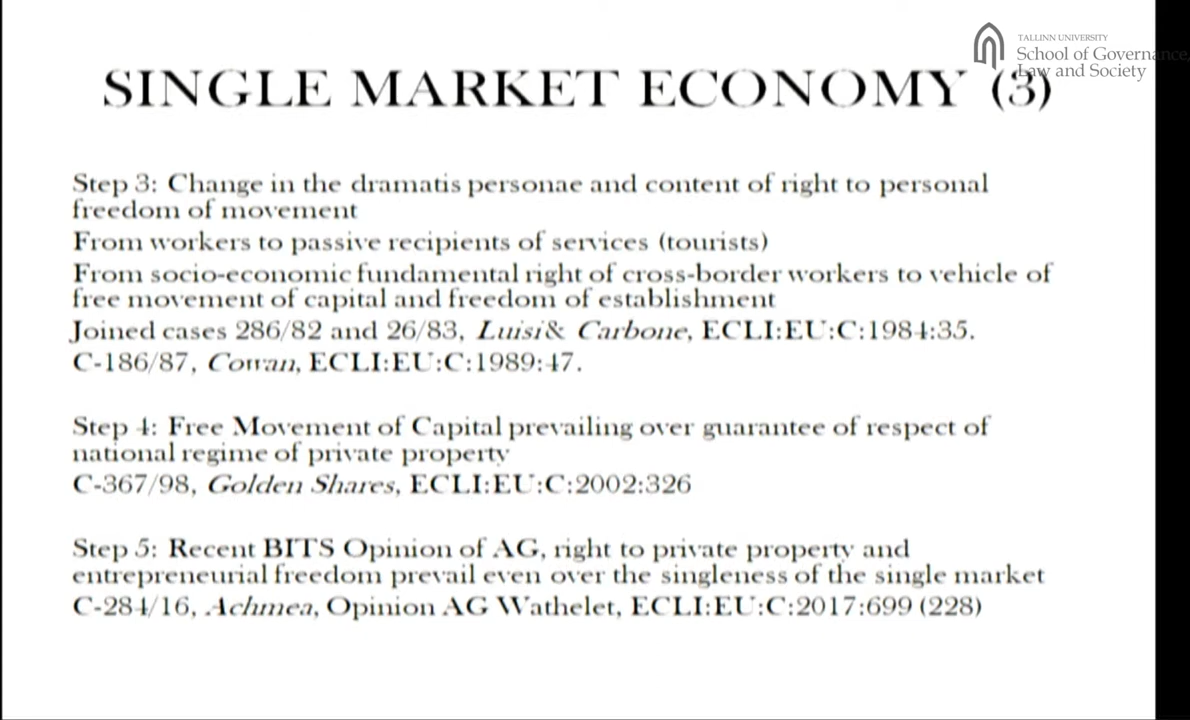 TALLINN UNIVERSITY
School of Governance,
Law and Society
SINGLE MARKET ECONOMY (3)
Step 3: Change in the dramatis personae and content of right to personal
freedom of movement
From workers to passive recipients of services (tourists)
From socio-economic fundamental right of cross-border workers to vehicle of
free movement of capital and freedom of establishment
Joined cases 286/82 and 26/83, Luisi& Carbone, ECLI:EU:C:1984:35.
C-186/87, Cowan, ECLI:EU:C:1989:47.
Step 4: Free Movement of Capital prevailing over guarantee of respect of
national regime of private property
C-367/98, Golden Shares, ECLI:EU:C:2002:326
Step 5: Recent BITS Opinion of AG, right to private property and
entrepreneurial freedom prevail even over the singleness of the single market
C-284/16, Achmea, Opinion AG Wathelet, ECLI:EU:C:2017:699 (228)